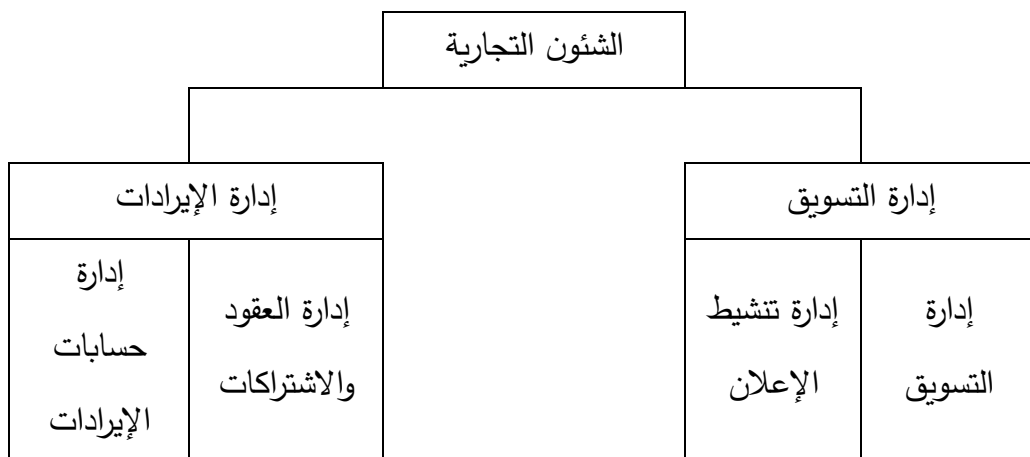 الشئون التجارية
إدارة التسويق
إدارة الإيرادات
إدارة
التسويق
إدارة تنشيط
الإعلان
إدارة العقود
والاشتراكات
إدارة
حسابات
الإيرادات